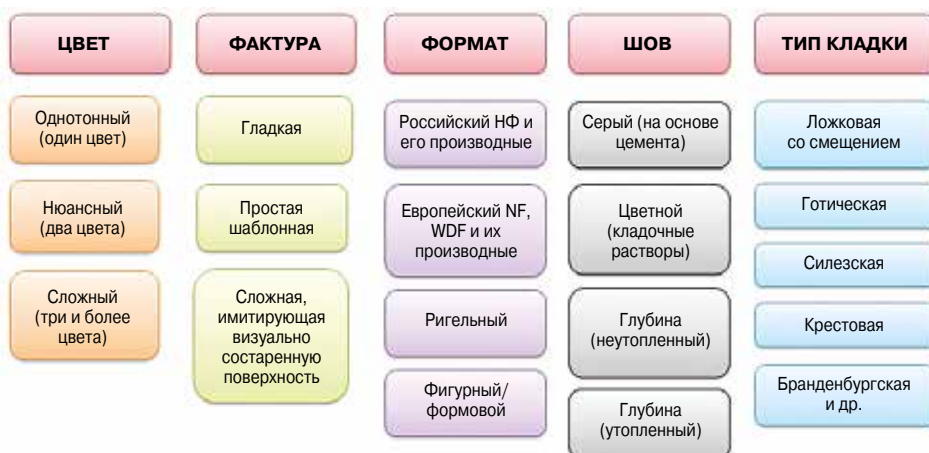 ЦВЕТ
Однотонный
(один цвет)
Нюансный
(два цвета)
Сложный
(три и более
цвета)
ФАКТУРА
Гладкая
Простая
шаблонная
Сложная,
имитирующая
визуально
состаренную
поверхность
ФОРМАТ
Российский НФ и
его производные
Европейский NF,
WDF и их
производные
Ригельный
Фигурный/
формовой
ШОВ
Серый (на основе
цемента)
Цветной
(кладочные
растворы)
Глубина
(неутопленный)
Глубина
(утопленный)
ТИП КЛАДКИ
Ложковая
со смещением
Готическая
Силезская
Крестовая
Бранденбургская
и др.